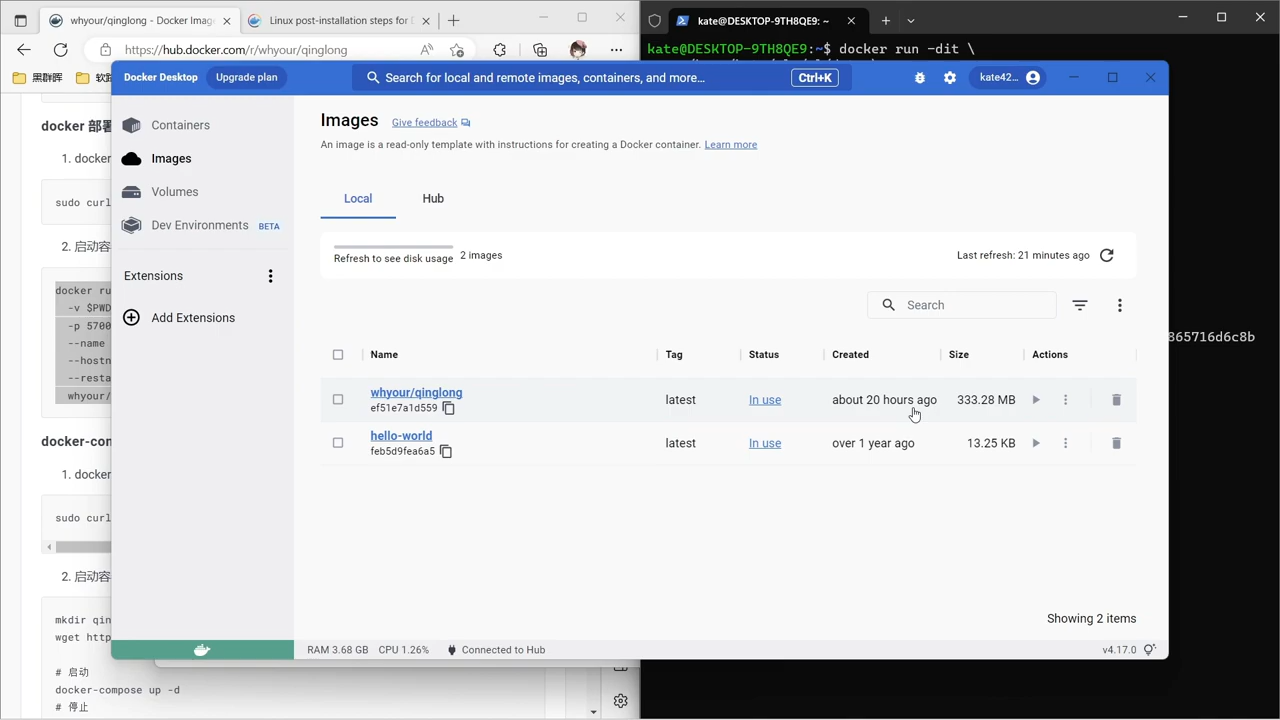 whyour/qinglong - Docker Imag
Linux post-installation steps for D
https://hub.docker.com/r/whyour/qinglong
黑群晖
软路
kate@DESKTOP-9TH8QE9: ~
kate@DESKTOP-9TH8QE9:~$ docker run -dit \
865716d6c8b
docker 部署
1. docker
sudo curl
2. 启动容
docker ru
-v $PWD
-p 5700
--name
--hostn
--resta
whyour/
docker-com
1. docker
sudo curl
2. 启动容
mkdir qin
wget http
# 启动
docker-compose up -d
# 停止
Docker Desktop
Upgrade plan
Search for local and remote images, containers, and more...
Ctrl+K
kate42...
Containers
Images
Volumes
Dev Environments BETA
Extensions
Add Extensions
Images Give feedback
An image is a read-only template with instructions for creating a Docker container. Learn more
Local Hub
Refresh to see disk usage 2 images
Last refresh: 21 minutes ago
Search
Name Tag Status Created Size Actions
whyour/qinglong
ef51e7a1d559
latest In use about 20 hours ago 333.28 MB
hello-world
feb5d9fea6a5
latest In use over 1 year ago 13.25 KB
Showing 2 items
RAM 3.68 GB CPU 1.26% Connected to Hub
v4.17.0